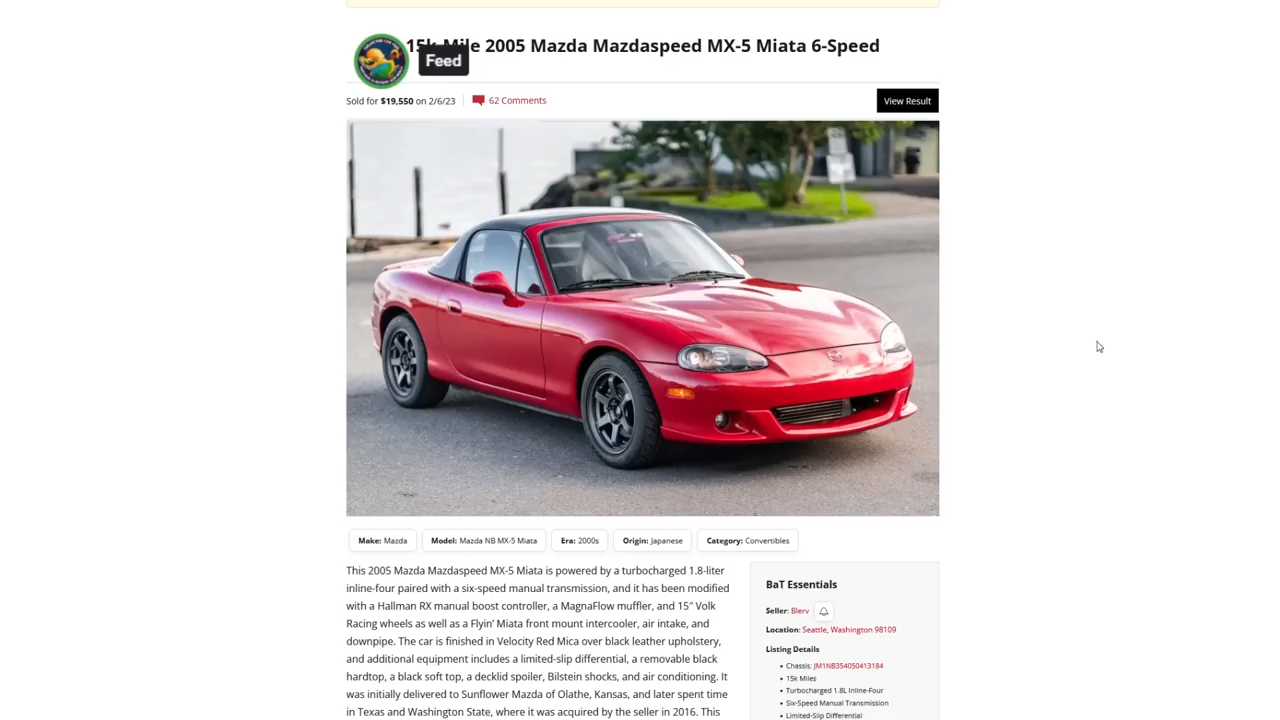 15k-Mile 2005 Mazda Mazdaspeed MX-5 Miata 6-Speed
Feed
Sold for $19,550 on 2/6/23
62 Comments
View Result
Make: Mazda
Model: Mazda NB MX-5 Miata
Era: 2000s
Origin: Japanese
Category: Convertibles
This 2005 Mazda Mazdaspeed MX-5 Miata is powered by a turbocharged 1.8-liter
inline-four paired with a six-speed manual transmission, and it has been modified
with a Hallman RX manual boost controller, a MagnaFlow muffler, and 15″ Volk
Racing wheels as well as a Flyin’ Miata front mount intercooler, air intake, and
downpipe. The car is finished in Velocity Red Mica over black leather upholstery,
and additional equipment includes a limited-slip differential, a removable black
hardtop, a black soft top, a decklid spoiler, Bilstein shocks, and air conditioning. It
was initially delivered to Sunflower Mazda of Olathe, Kansas, and later spent time
in Texas and Washington State, where it was acquired by the seller in 2016. This
BaT Essentials
Seller: Blerv
Location: Seattle, Washington 98109
Listing Details
• Chassis: JM1NB354050413184
• 15k Miles
• Turbocharged 1.8L Inline-Four
• Six-Speed Manual Transmission
• Limited-Slip Differential